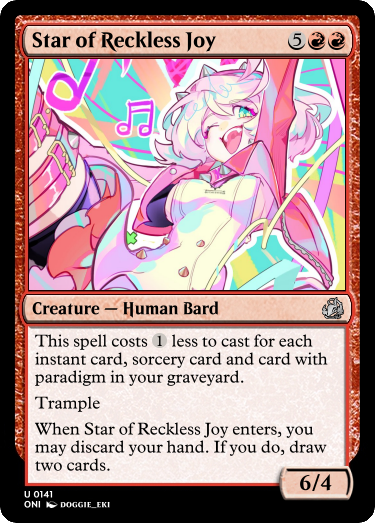 Star of Reckless Joy 5
Creature — Human Bard
This spell costs 1 less to cast for each
instant card, sorcery card and card with
paradigm in your graveyard.
Trample
When Star of Reckless Joy enters, you
may discard your hand. If you do, draw
two cards.
6/4
U 0141
ONI DOGGIE_EKI